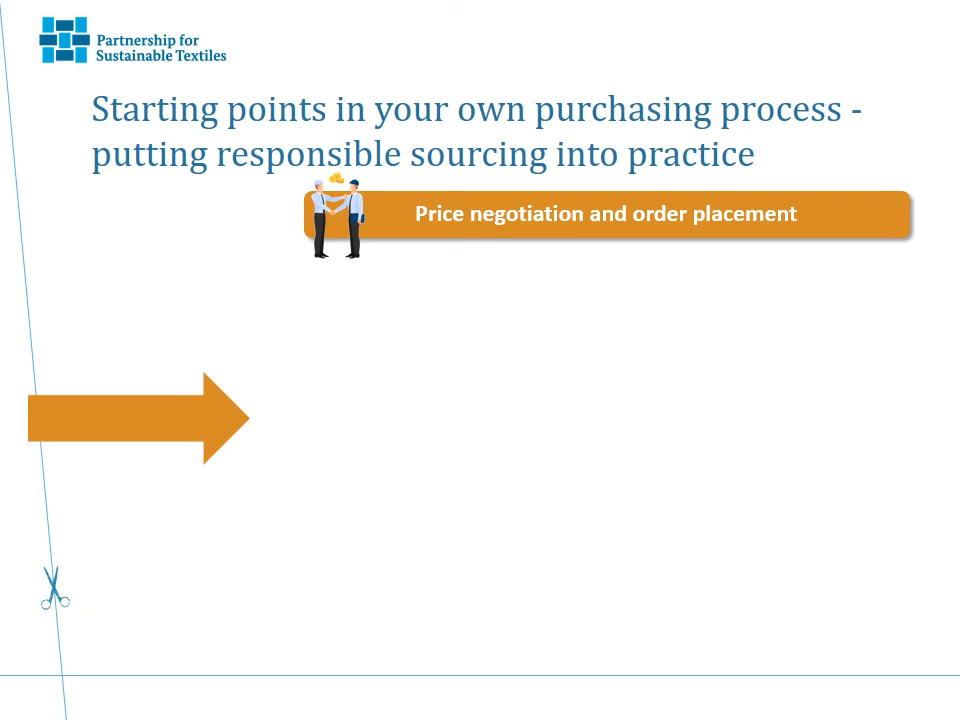 Partnership for
Sustainable Textiles
Starting points in your own purchasing process -
putting responsible sourcing into practice
Price negotiation and order placement